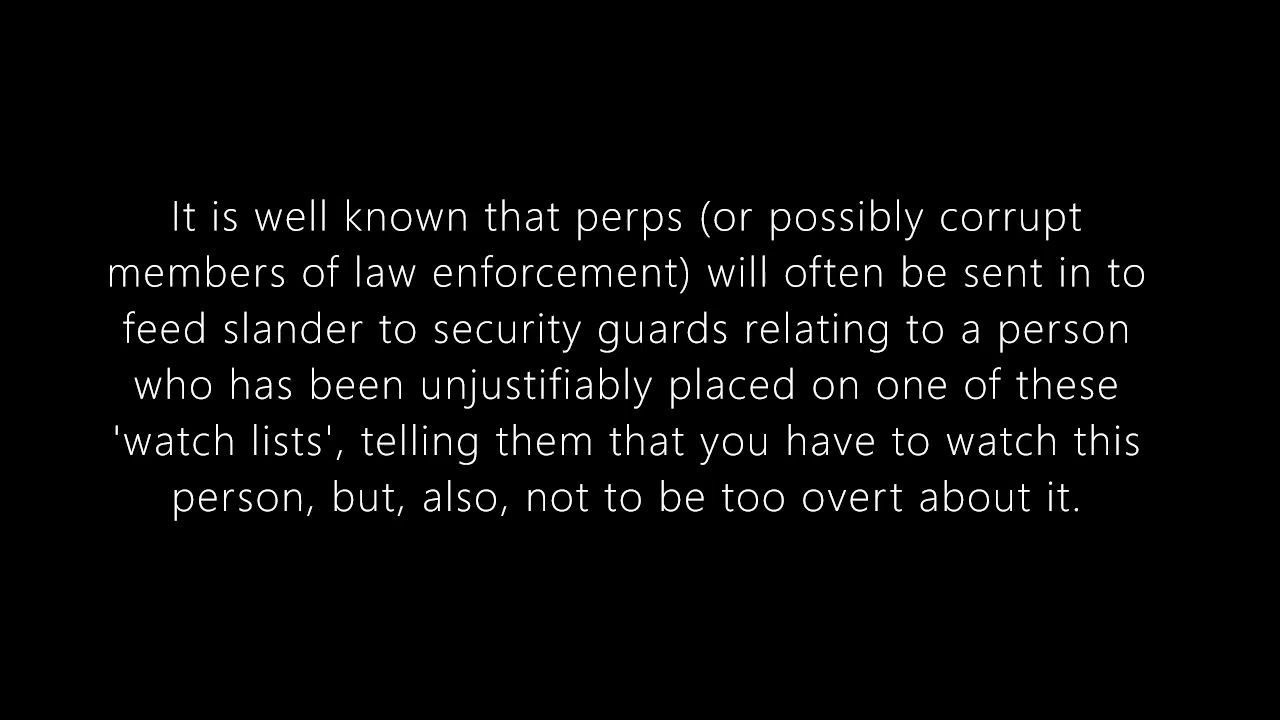 It is well known that perps (or possibly corrupt
members of law enforcement) will often be sent in to
feed slander to security guards relating to a person
who has been unjustifiably placed on one of these
'watch lists', telling them that you have to watch this
person, but, also, not to be too overt about it.